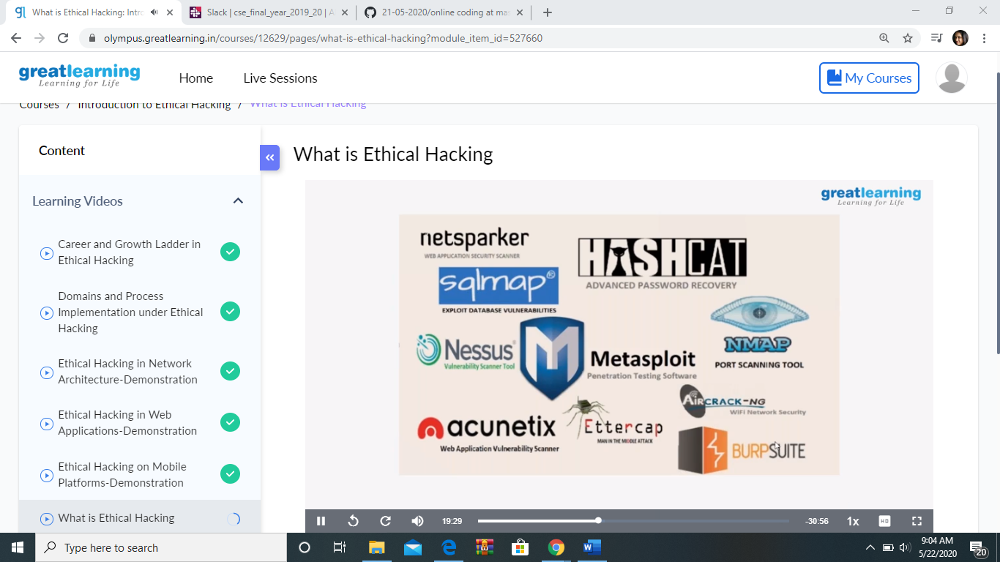 What is Ethical Hacking: Intro
Slack | cse_final_year_2019_20 | A
21-05-2020/online coding at mas
olympus.greatlearning.in/courses/12629/pages/what-is-ethical-hacking?module_item_id=527660
greatlearning
Learning for Life
Home
Live Sessions
My Courses
Courses / Introduction to Ethical Hacking / What is Ethical Hacking
Content
Learning Videos
Career and Growth Ladder in
Ethical Hacking
Domains and Process
Implementation under Ethical
Hacking
Ethical Hacking in Network
Architecture-Demonstration
Ethical Hacking in Web
Applications-Demonstration
Ethical Hacking on Mobile
Platforms-Demonstration
What is Ethical Hacking
What is Ethical Hacking
greatlearning
Learning for Life
netsparker
WEB APPLICATION SECURITY SCANNER
HASHCAT
ADVANCED PASSWORD RECOVERY
sqlmap
EXPLOIT DATABASE VULNERABILITIES
NMAP
PORT SCANNING TOOL
Nessus
Vulnerability Scanner Tool
Metasploit
Penetration Testing Software
AIRCRACK-NG
WiFi Network Security
acunetix
Web Application Vulnerability Scanner
Ettercap
MAN IN THE MIDDLE ATTACK
BURPSUITE
19:29
-30:56
1x
HD
Type here to search
9:04 AM
5/22/2020
20